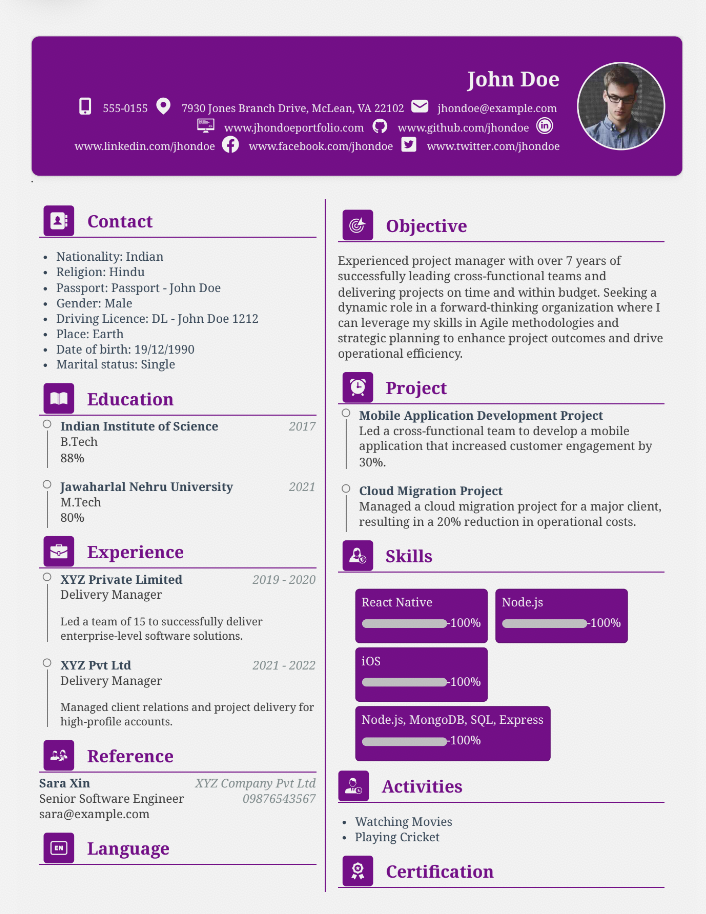 John Doe
555-0155 7930 Jones Branch Drive, McLean, VA 22102 jhondoe@example.com
www.jhondoeportfolio.com www.github.com/jhondoe
www.linkedin.com/jhondoe www.facebook.com/jhondoe www.twitter.com/jhondoe
Contact
• Nationality: Indian
• Religion: Hindu
• Passport: Passport - John Doe
• Gender: Male
• Driving Licence: DL - John Doe 1212
• Place: Earth
• Date of birth: 19/12/1990
• Marital status: Single
Education
Indian Institute of Science 2017
B.Tech
88%
Jawaharlal Nehru University 2021
M.Tech
80%
Experience
XYZ Private Limited 2019 - 2020
Delivery Manager
Led a team of 15 to successfully deliver
enterprise-level software solutions.
XYZ Pvt Ltd 2021 - 2022
Delivery Manager
Managed client relations and project delivery for
high-profile accounts.
Reference
Sara Xin XYZ Company Pvt Ltd
Senior Software Engineer 09876543567
sara@example.com
EN Language
Objective
Experienced project manager with over 7 years of
successfully leading cross-functional teams and
delivering projects on time and within budget. Seeking a
dynamic role in a forward-thinking organization where I
can leverage my skills in Agile methodologies and
strategic planning to enhance project outcomes and drive
operational efficiency.
Project
Mobile Application Development Project
Led a cross-functional team to develop a mobile
application that increased customer engagement by
30%.
Cloud Migration Project
Managed a cloud migration project for a major client,
resulting in a 20% reduction in operational costs.
Skills
React Native
-100%
Node.js
-100%
iOS
-100%
Node.js, MongoDB, SQL, Express
-100%
Activities
• Watching Movies
• Playing Cricket
Certification